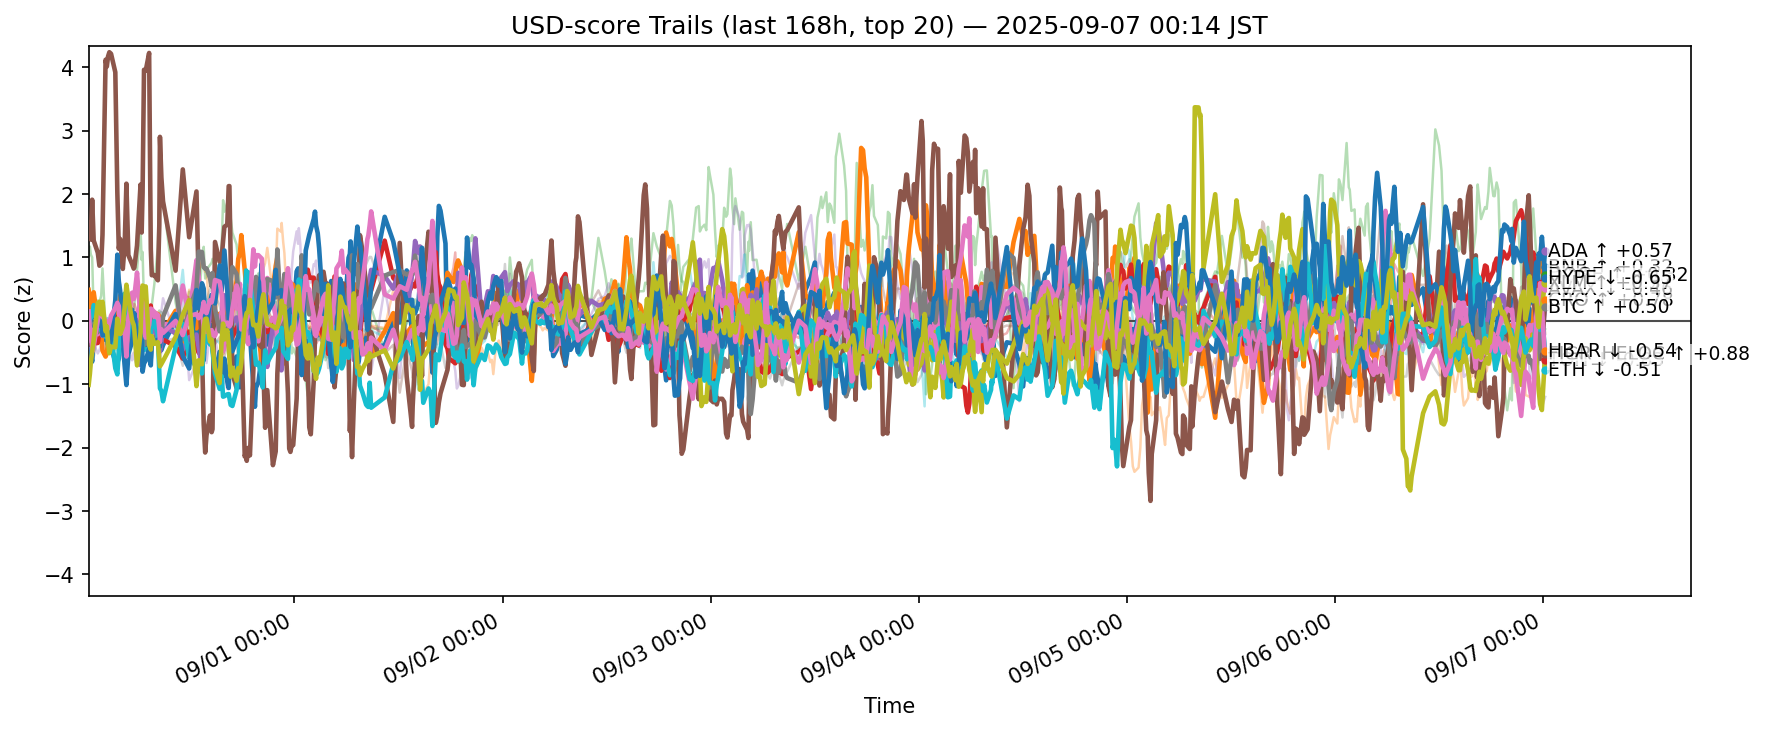 USD-score Trails (last 168h, top 20) — 2025-09-07 00:14 JST
Score (z)
4
3
2
1
0
−1
−2
−3
−4
ADA ↑ +0.57
HYPE ↓ -0.65
BTC ↑ +0.50
HBAR ↓ -0.54
↑ +0.88
ETH ↓ -0.51
09/01 00:00
09/02 00:00
09/03 00:00
09/04 00:00
09/05 00:00
09/06 00:00
09/07 00:00
Time